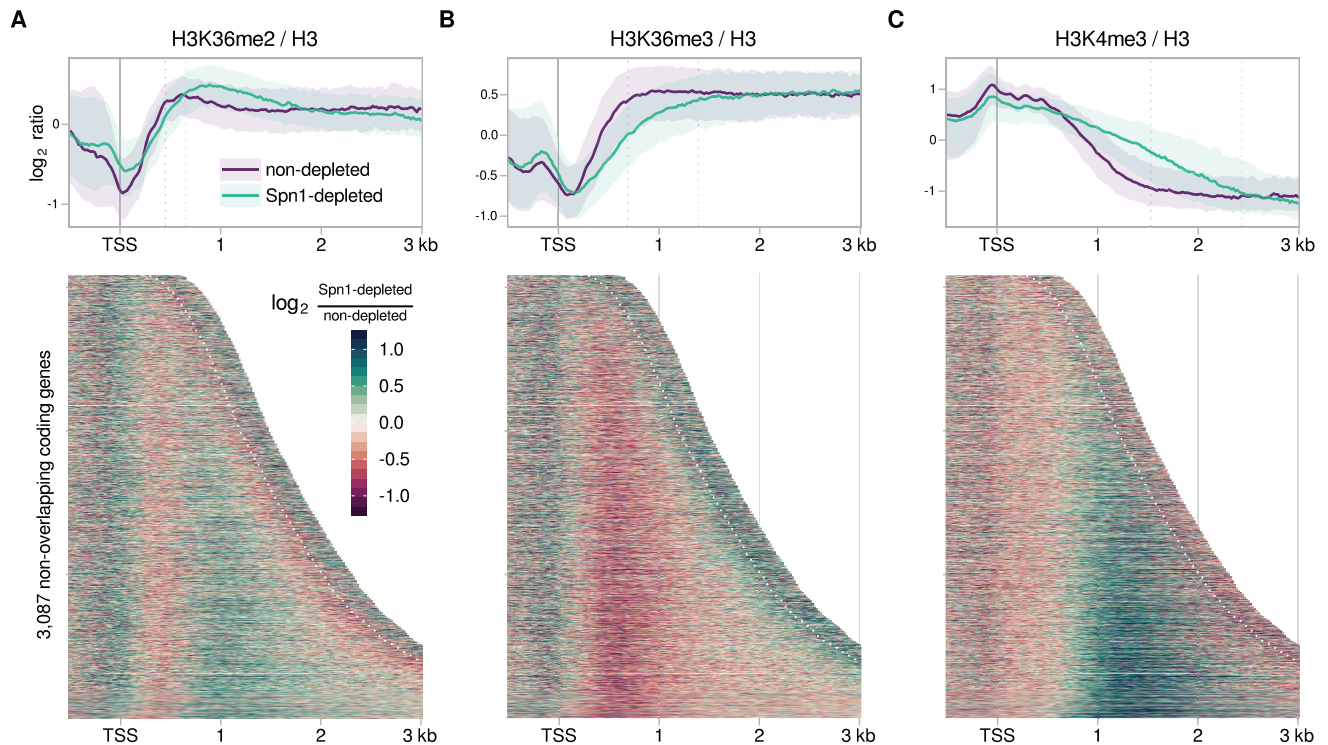 A
B
C
H3K36me2 / H3
H3K36me3 / H3
H3K4me3 / H3
log2 ratio
0
-1
non-depleted
Spn1-depleted
TSS 1 2 3 kb
0.5
0.0
-0.5
-1.0
TSS 1 2 3 kb
1
0
-1
TSS 1 2 3 kb
3,087 non-overlapping coding genes
log2 Spn1-depleted
non-depleted
1.0
0.5
0.0
-0.5
-1.0
TSS 1 2 3 kb
TSS 1 2 3 kb
TSS 1 2 3 kb